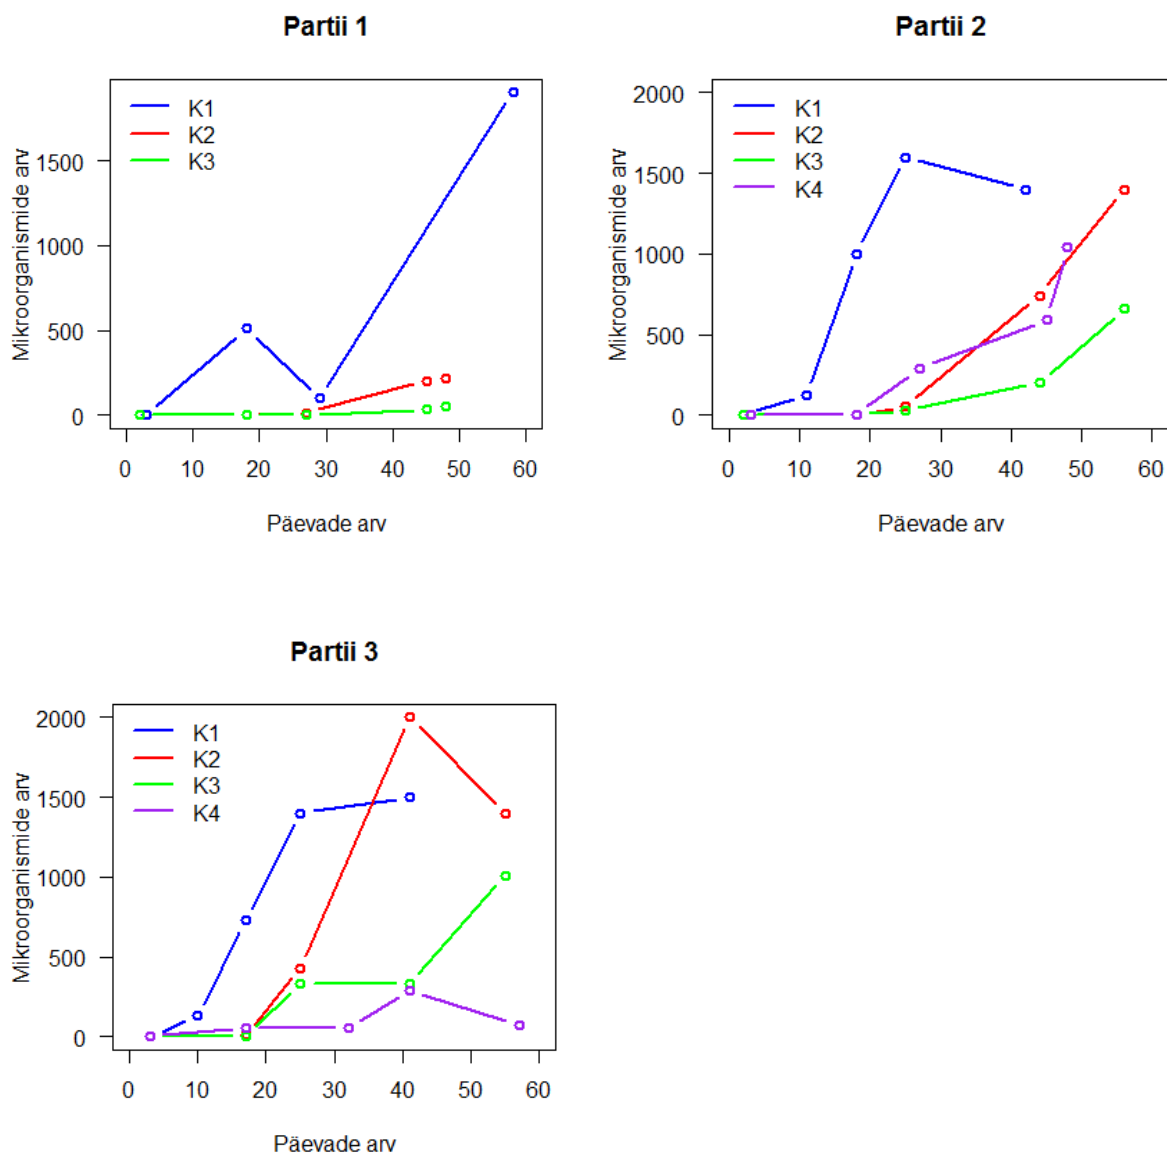 Partii 1
K1
K2
K3
Mikroorganismide arv
1500
1000
500
0
0 10 20 30 40 50 60
Päevade arv
Partii 2
K1
K2
K3
K4
Mikroorganismide arv
2000
1500
1000
500
0
0 10 20 30 40 50 60
Päevade arv
Partii 3
K1
K2
K3
K4
Mikroorganismide arv
2000
1500
1000
500
0
0 10 20 30 40 50 60
Päevade arv